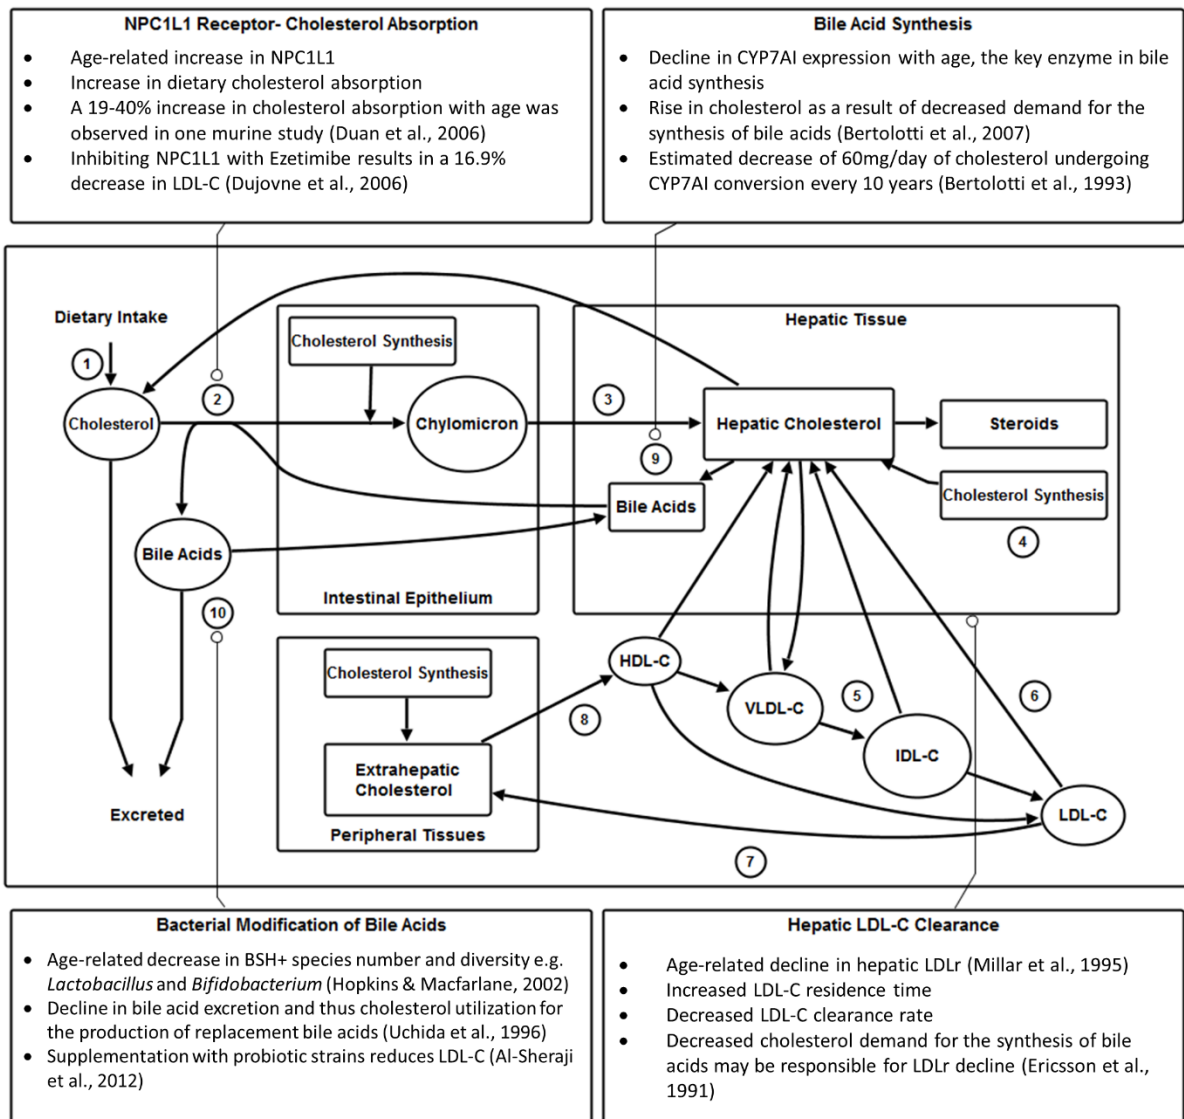 NPC1L1 Receptor- Cholesterol Absorption
• Age-related increase in NPC1L1
• Increase in dietary cholesterol absorption
• A 19-40% increase in cholesterol absorption with age was
observed in one murine study (Duan et al., 2006)
• Inhibiting NPC1L1 with Ezetimibe results in a 16.9%
decrease in LDL-C (Dujovne et al., 2006)
Bile Acid Synthesis
• Decline in CYP7AI expression with age, the key enzyme in bile
acid synthesis
• Rise in cholesterol as a result of decreased demand for the
synthesis of bile acids (Bertolotti et al., 2007)
• Estimated decrease of 60mg/day of cholesterol undergoing
CYP7AI conversion every 10 years (Bertolotti et al., 1993)
Dietary Intake
1
Cholesterol
2
Cholesterol Synthesis
Chylomicron
3
Hepatic Tissue
Hepatic Cholesterol
Steroids
9
Bile Acids
Cholesterol Synthesis
4
Bile Acids
Intestinal Epithelium
10
Cholesterol Synthesis
HDL-C
8
VLDL-C
5
6
IDL-C
Extrahepatic
Cholesterol
Excreted
Peripheral Tissues
LDL-C
7
Bacterial Modification of Bile Acids
• Age-related decrease in BSH+ species number and diversity e.g.
Lactobacillus and Bifidobacterium (Hopkins & Macfarlane, 2002)
• Decline in bile acid excretion and thus cholesterol utilization for
the production of replacement bile acids (Uchida et al., 1996)
• Supplementation with probiotic strains reduces LDL-C (Al-Sheraji
et al., 2012)
Hepatic LDL-C Clearance
• Age-related decline in hepatic LDLr (Millar et al., 1995)
• Increased LDL-C residence time
• Decreased LDL-C clearance rate
• Decreased cholesterol demand for the synthesis of bile
acids may be responsible for LDLr decline (Ericsson et al.,
1991)